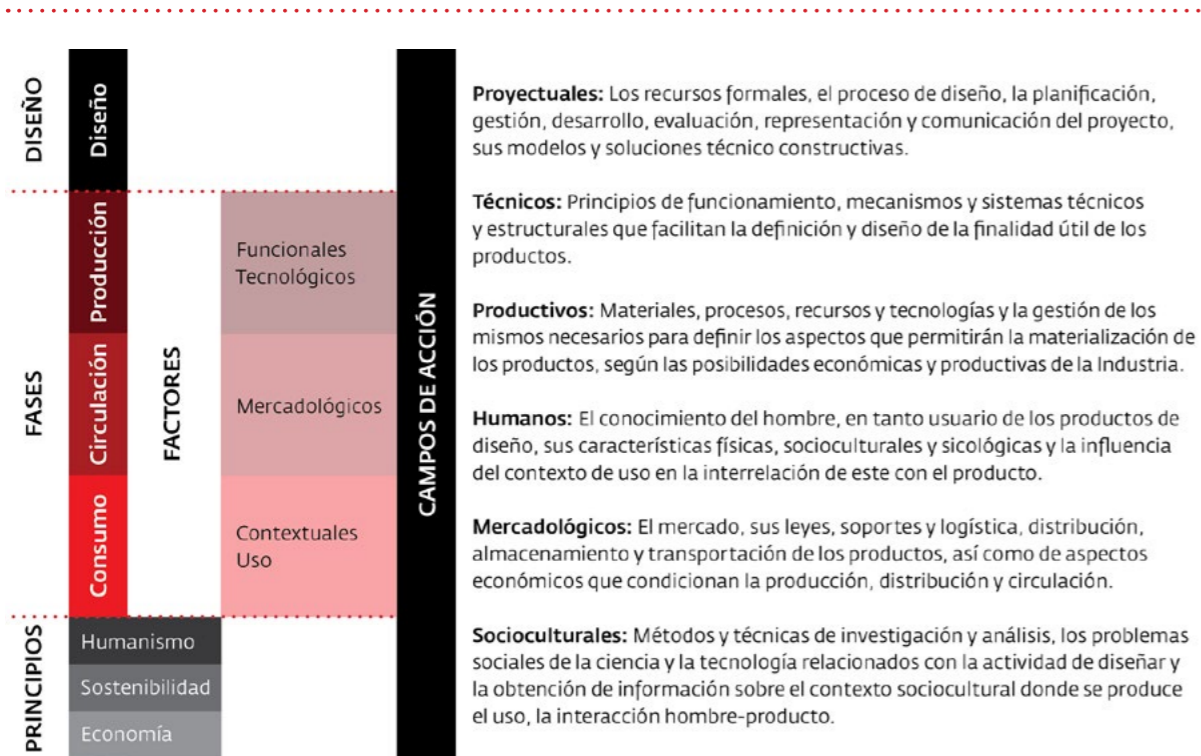 DISEÑO
Diseño
FASES
Producción
Circulación
Consumo
FACTORES
Funcionales
Tecnológicos
Mercadológicos
Contextuales
Uso
PRINCIPIOS
Humanismo
Sostenibilidad
Economía
CAMPOS DE ACCIÓN
Proyectuales: Los recursos formales, el proceso de diseño, la planificación,
gestión, desarrollo, evaluación, representación y comunicación del proyecto,
sus modelos y soluciones técnico constructivas.
Técnicos: Principios de funcionamiento, mecanismos y sistemas técnicos
y estructurales que facilitan la definición y diseño de la finalidad útil de los
productos.
Productivos: Materiales, procesos, recursos y tecnologías y la gestión de los
mismos necesarios para definir los aspectos que permitirán la materialización de
los productos, según las posibilidades económicas y productivas de la Industria.
Humanos: El conocimiento del hombre, en tanto usuario de los productos de
diseño, sus características físicas, socioculturales y sicológicas y la influencia
del contexto de uso en la interrelación de este con el producto.
Mercadológicos: El mercado, sus leyes, soportes y logística, distribución,
almacenamiento y transportación de los productos, así como de aspectos
económicos que condicionan la producción, distribución y circulación.
Socioculturales: Métodos y técnicas de investigación y análisis, los problemas
sociales de la ciencia y la tecnología relacionados con la actividad de diseñar y
la obtención de información sobre el contexto sociocultural donde se produce
el uso, la interacción hombre-producto.